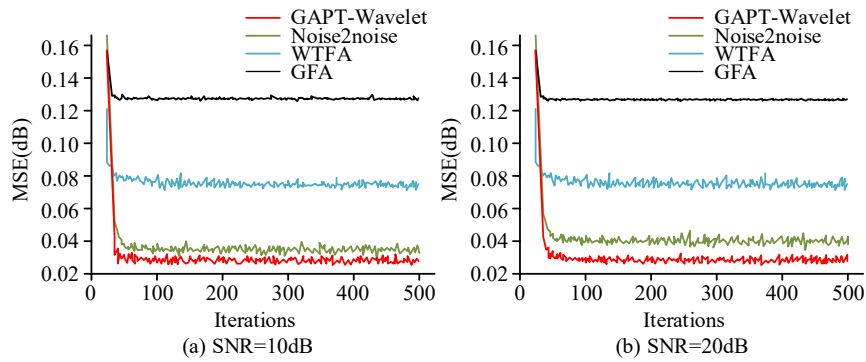 GAPT-Wavelet
Noise2noise
WTFA
GFA
MSE(dB)
0.16
0.14
0.12
0.10
0.08
0.06
0.04
0.02
0 100 200 300 400 500
Iterations
(a) SNR=10dB
GAPT-Wavelet
Noise2noise
WTFA
GFA
MSE(dB)
0.16
0.14
0.12
0.10
0.08
0.06
0.04
0.02
0 100 200 300 400 500
Iterations
(b) SNR=20dB